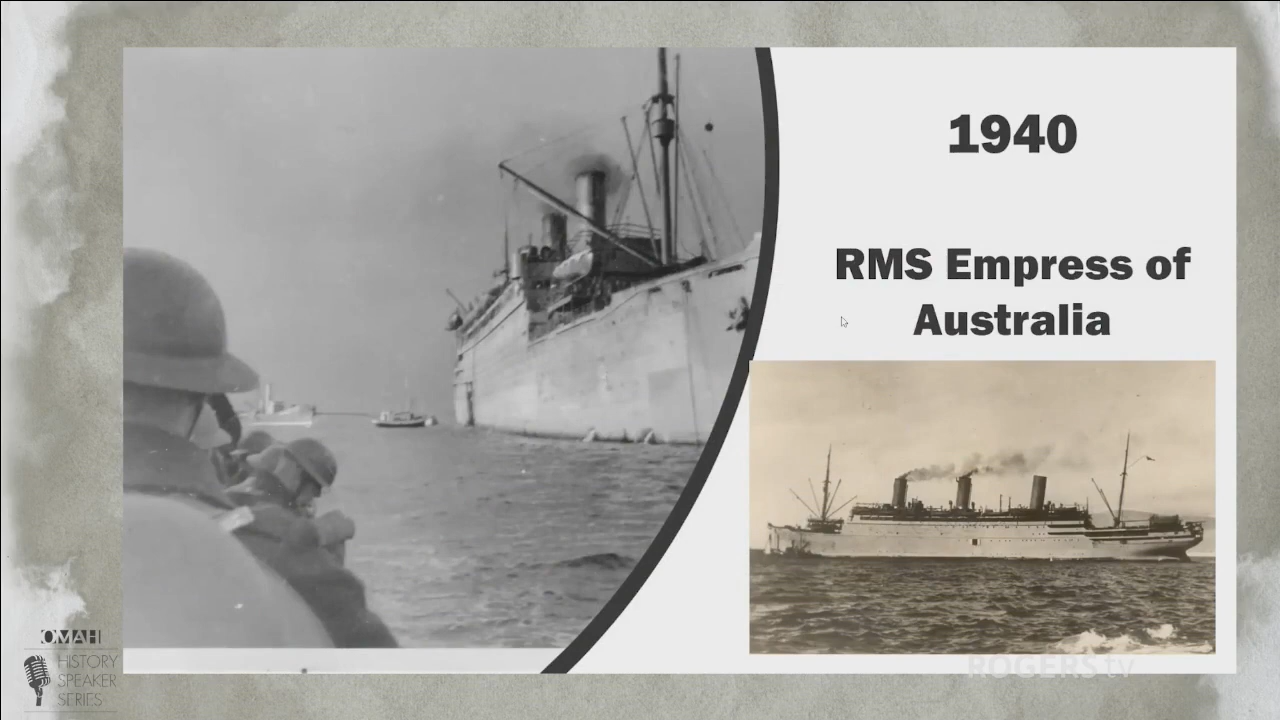 1940
RMS Empress of
Australia
OMAH
HISTORY
SPEAKER
SERIES
ROGERS tv